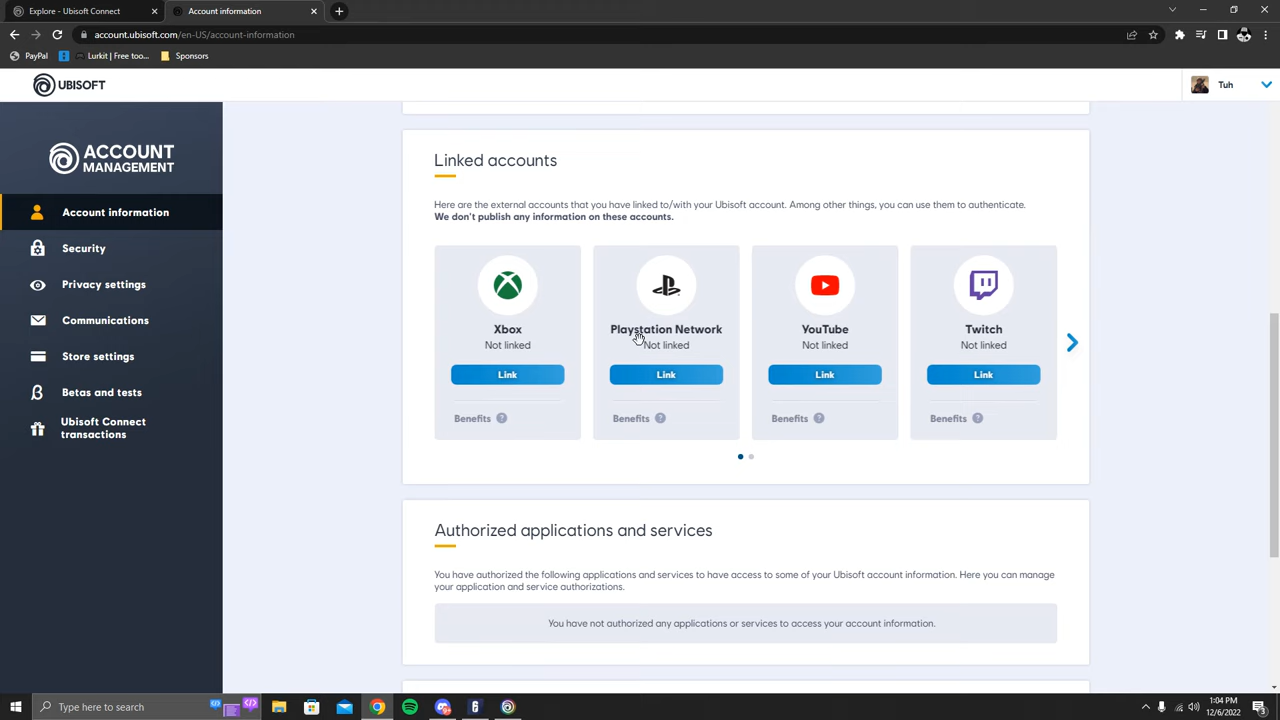 Explore - Ubisoft Connect
Account information
account.ubisoft.com/en-US/account-information
PayPal
Lurkit | Free too...
Sponsors
UBISOFT
Tuh
ACCOUNT
MANAGEMENT
Account information
Security
Privacy settings
Communications
Store settings
Betas and tests
Ubisoft Connect
transactions
Linked accounts
Here are the external accounts that you have linked to/with your Ubisoft account. Among other things, you can use them to authenticate.
We don't publish any information on these accounts.
Xbox
Not linked
Link
Benefits ?
Playstation Network
Not linked
Link
Benefits ?
YouTube
Not linked
Link
Benefits ?
Twitch
Not linked
Link
Benefits ?
Authorized applications and services
You have authorized the following applications and services to have access to some of your Ubisoft account information. Here you can manage
your application and service authorizations.
You have not authorized any applications or services to access your account information.
Type here to search
6
1:04 PM
12/6/2022